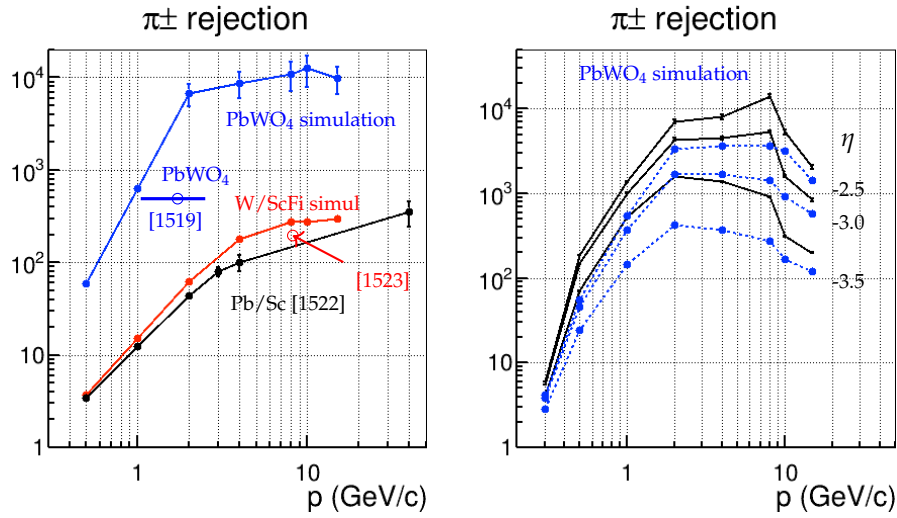 π± rejection
10⁴
10³
10²
10
1
1
10
p (GeV/c)
PbWO₄ simulation
PbWO₄
[1519]
W/ScFi simul
[1523]
Pb/Sc [1522]
π± rejection
10⁴
10³
10²
10
1
1
10
p (GeV/c)
PbWO₄ simulation
η
-2.5
-3.0
-3.5